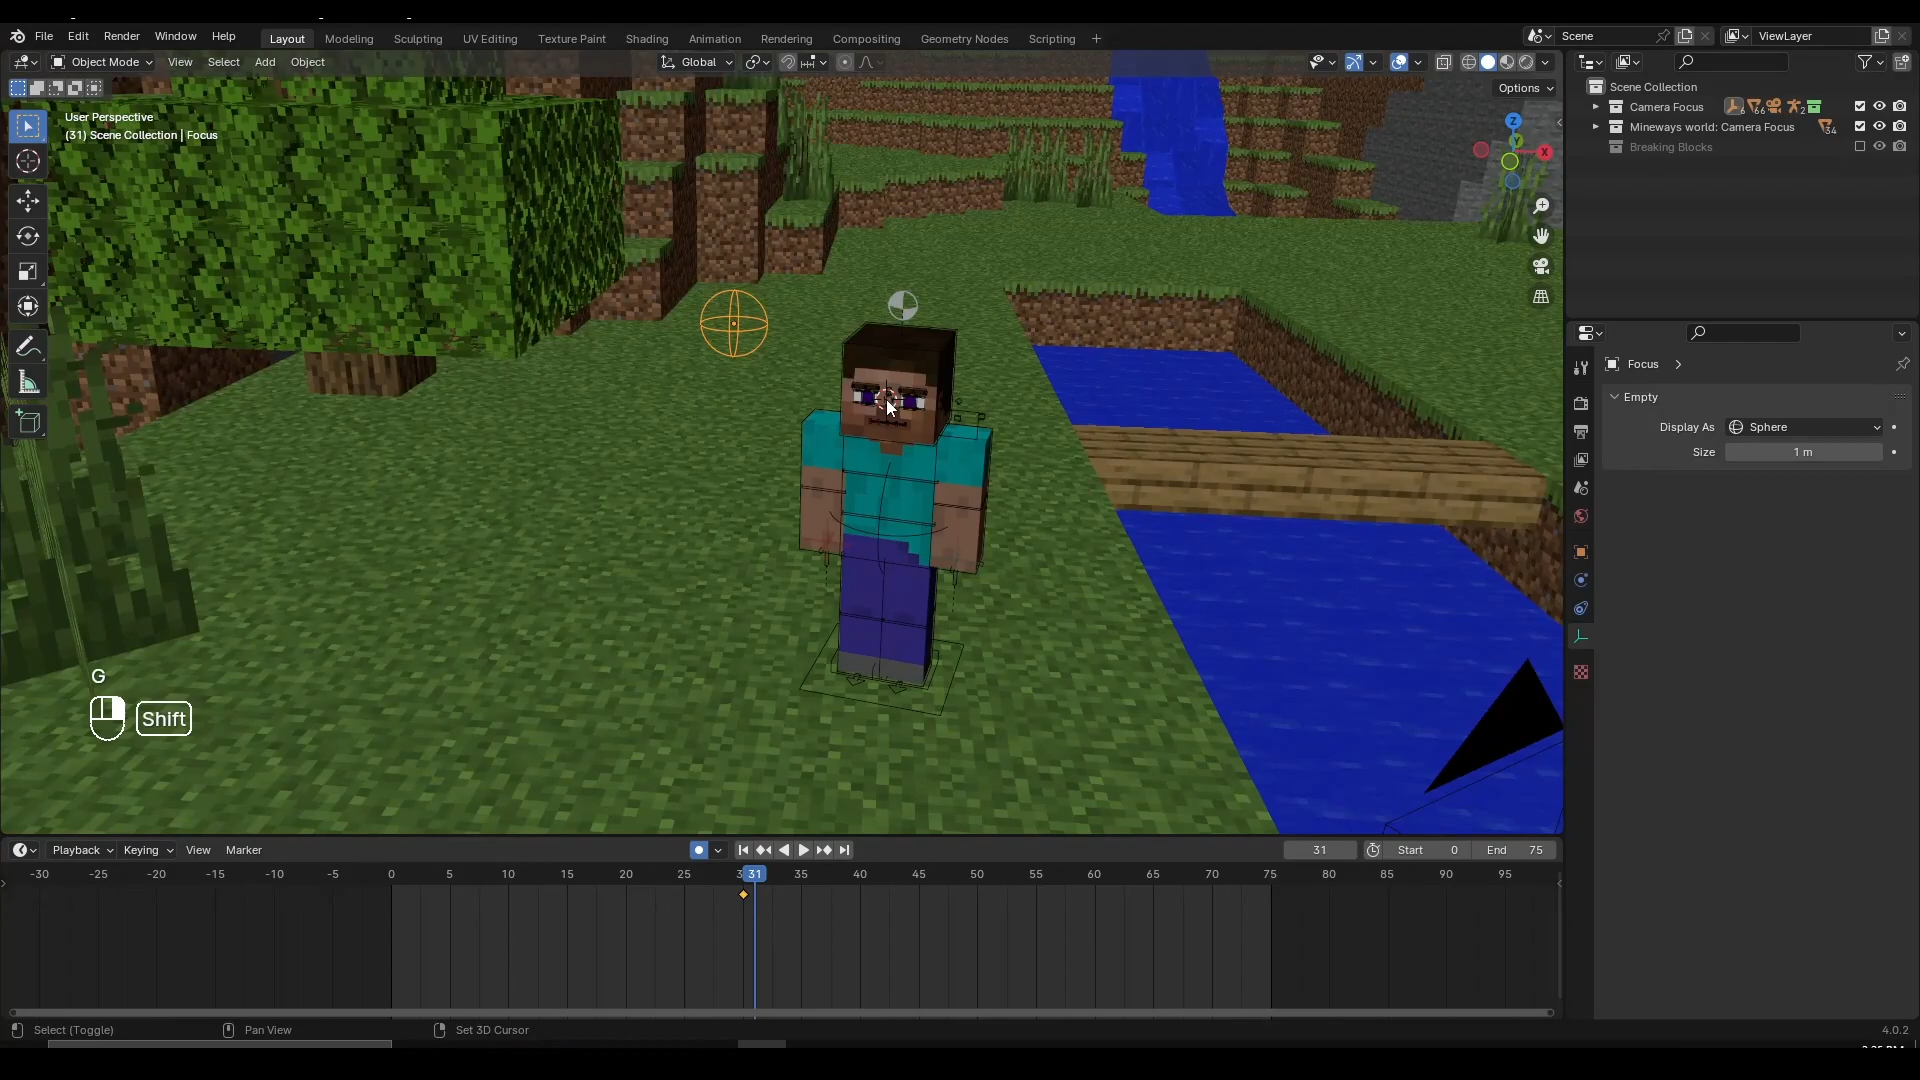 File Edit Render Window Help Layout Modeling Sculpting UV Editing Texture Paint Shading Animation Rendering Compositing Geometry Nodes Scripting + Scene ViewLayer
Object Mode View Select Add Object Global
Options
User Perspective
(31) Scene Collection | Focus
Z
Y
X
Scene Collection
Camera Focus 6 66 2
Mineways world: Camera Focus 34
Breaking Blocks
Focus
Empty
Display As Sphere
Size 1 m
G
Shift
Playback Keying View Marker 31 Start 0 End 75
-30 -25 -20 -15 -10 -5 0 5 10 15 20 25 31 35 40 45 50 55 60 65 70 75 80 85 90 95
Select (Toggle) Pan View Set 3D Cursor 4.0.2